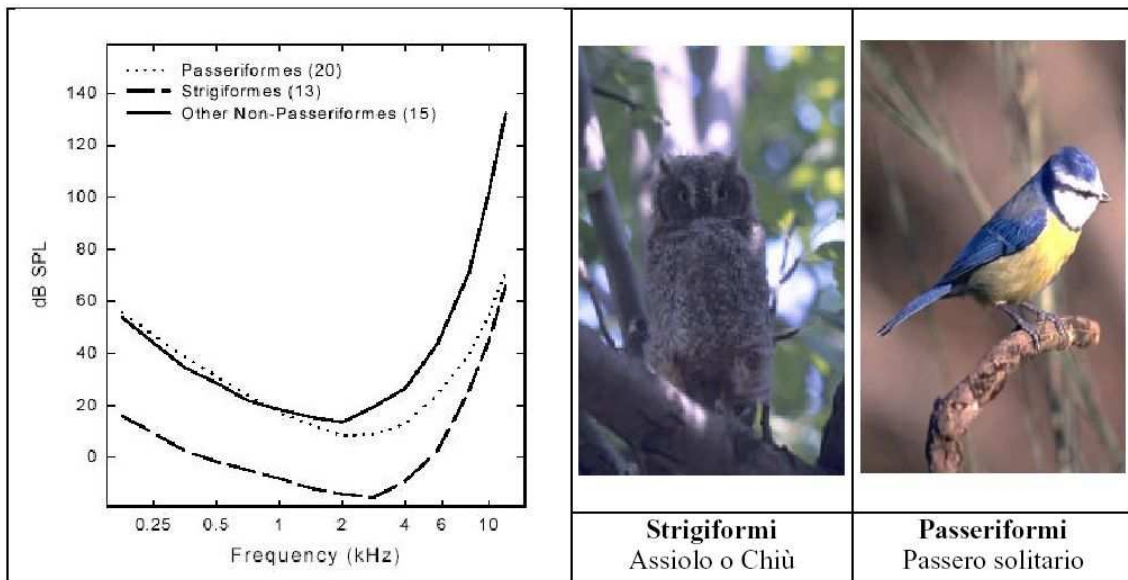 Passeriformes (20)
Strigiformes (13)
Other Non-Passeriformes (15)
dB SPL
140
120
100
80
60
40
20
0
0.25 0.5 1 2 4 6 10
Frequency (kHz)
Strigiformi
Assiolo o Chiù
Passeriformi
Passero solitario